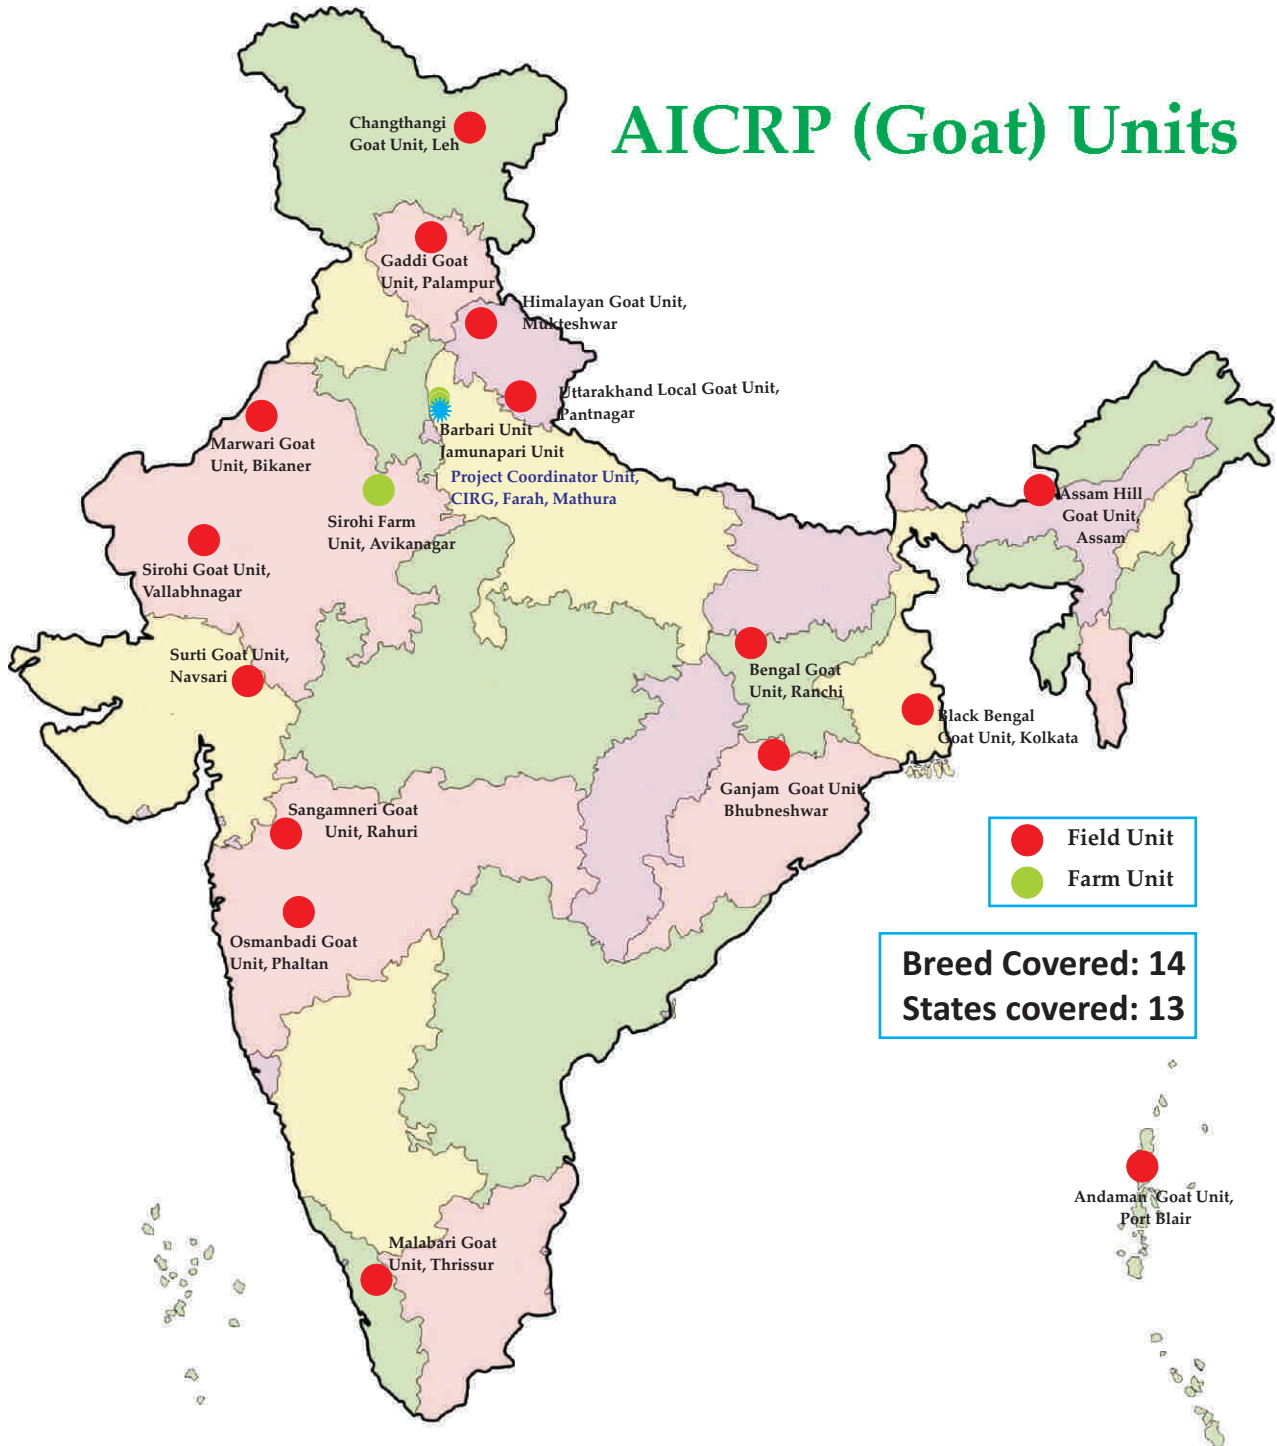 AICRP (Goat) Units
Changthangi
Goat Unit, Leh
Gaddi Goat
Unit, Palampur
Himalayan Goat Unit,
Mukteshwar
Uttarakhand Local Goat Unit,
Pantnagar
Marwari Goat
Unit, Bikaner
Barbari Unit
Jamunapari Unit
Project Coordinator Unit,
CIRG, Farah, Mathura
Sirohi Farm
Unit, Avikanagar
Assam Hill
Goat Unit,
Assam
Sirohi Goat Unit,
Vallabhnagar
Surti Goat Unit,
Navsari
Bengal Goat
Unit, Ranchi
Black Bengal
Goat Unit, Kolkata
Ganjam Goat Unit,
Bhubneshwar
Sangamneri Goat
Unit, Rahuri
Osmanbadi Goat
Unit, Phaltan
Field Unit
Farm Unit
Breed Covered: 14
States covered: 13
Andaman Goat Unit,
Port Blair
Malabari Goat
Unit, Thrissur